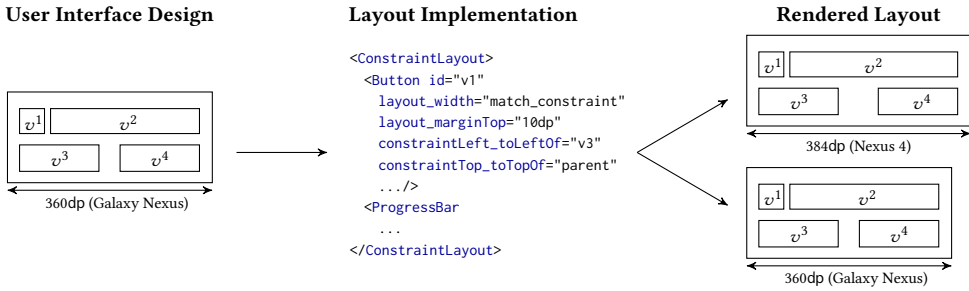 User Interface Design
v1
v2
v3
v4
360dp (Galaxy Nexus)
Layout Implementation
<ConstraintLayout>
<Button id="v1"
layout_width="match_constraint"
layout_marginTop="10dp"
constraintLeft_toLeftOf="v3"
constraintTop_toTopOf="parent"
.../>
<ProgressBar
...
</ConstraintLayout>
Rendered Layout
v1
v2
v3
v4
384dp (Nexus 4)
v1
v2
v3
v4
360dp (Galaxy Nexus)